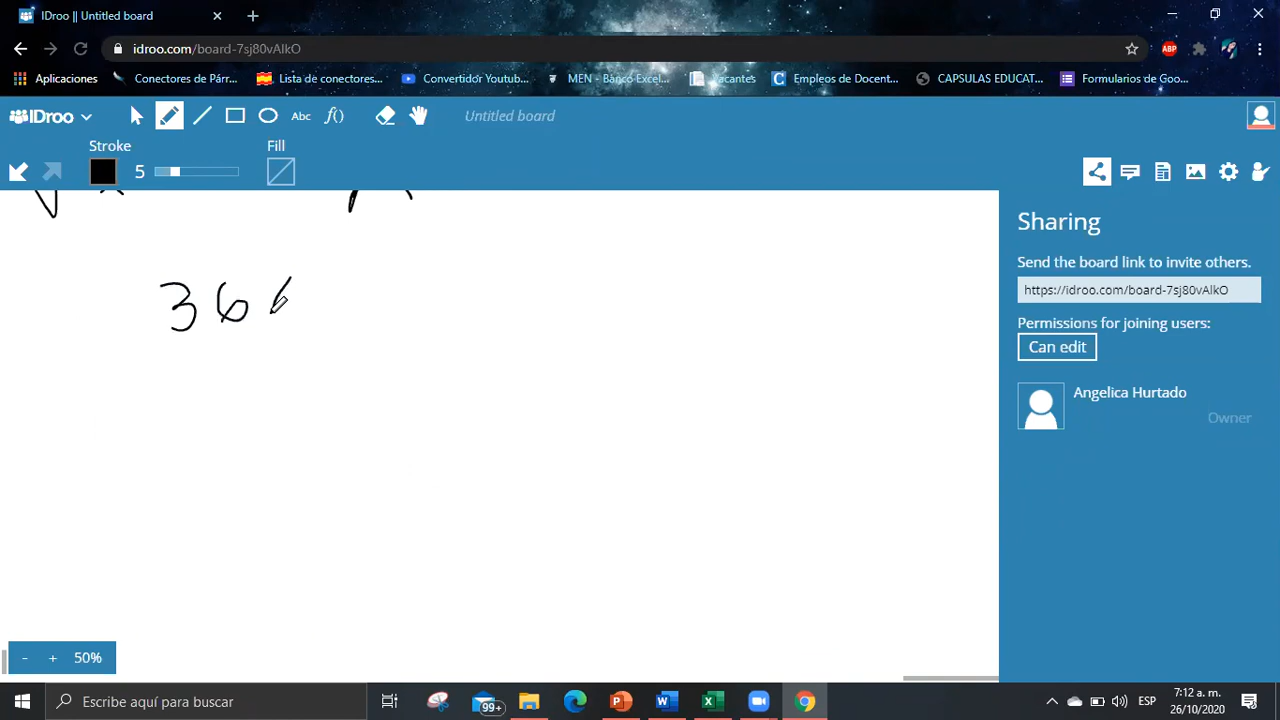 IDroo || Untitled board
idroo.com/board-7sj80vAlkO
ABP
Aplicaciones Conectores de Párr... Lista de conectores... Convertidor Youtub... MEN - Banco Excel... Vacantes Empleos de Docent... CAPSULAS EDUCAT... Formularios de Goo...
IDroo Abc f() Untitled board
Stroke Fill
5
Sharing
Send the board link to invite others.
https://idroo.com/board-7sj80vAlkO
Permissions for joining users:
Can edit
Angelica Hurtado
Owner
36
- + 50%
Escribe aquí para buscar
99+
ESP
7:12 a. m.
26/10/2020